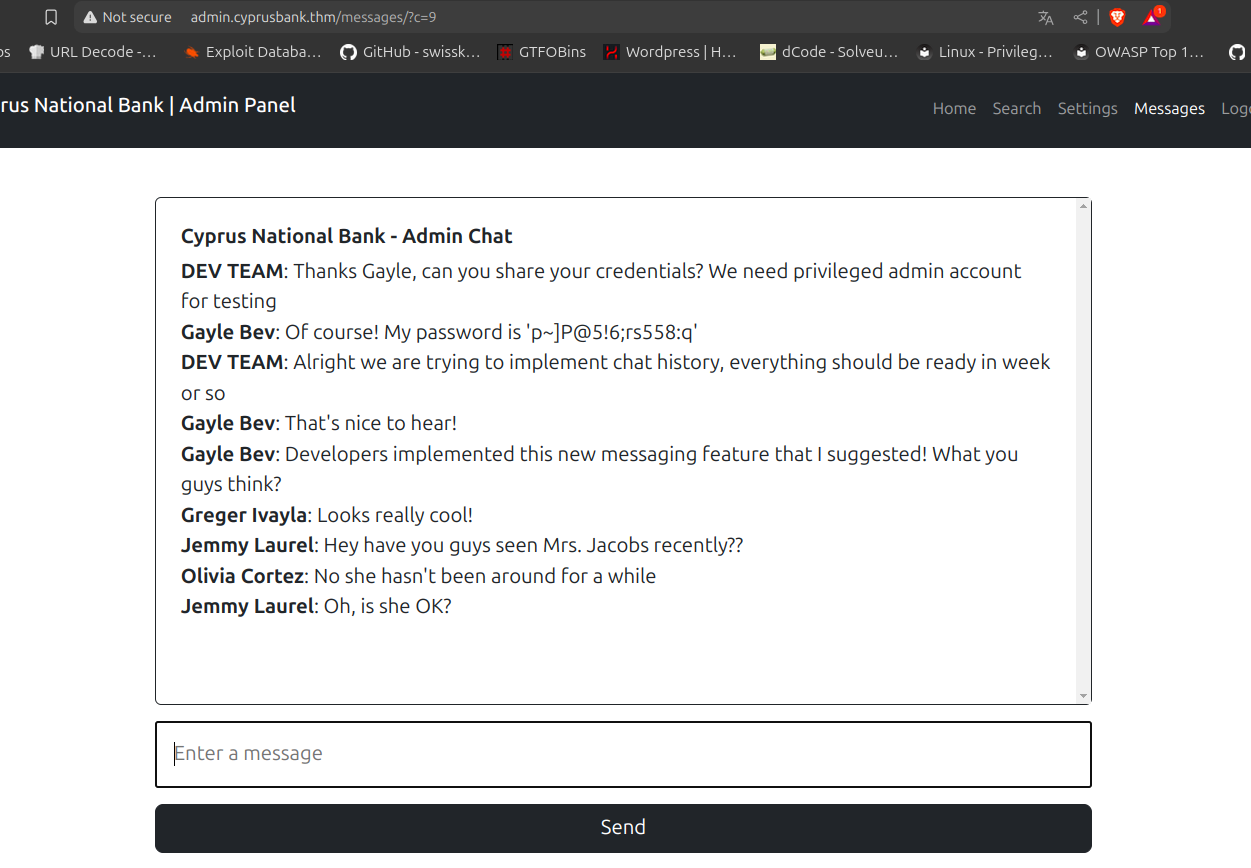 Not secure admin.cyprusbank.thm/messages/?c=9 1
os URL Decode -... Exploit Databa... GitHub - swissk... GTFOBins Wordpress | H... dCode - Solveu... Linux - Privileg... OWASP Top 1...
rus National Bank | Admin Panel Home Search Settings Messages Logo
Cyprus National Bank - Admin Chat
DEV TEAM: Thanks Gayle, can you share your credentials? We need privileged admin account
for testing
Gayle Bev: Of course! My password is 'p~]P@5!6;rs558:q'
DEV TEAM: Alright we are trying to implement chat history, everything should be ready in week
or so
Gayle Bev: That's nice to hear!
Gayle Bev: Developers implemented this new messaging feature that I suggested! What you
guys think?
Greger Ivayla: Looks really cool!
Jemmy Laurel: Hey have you guys seen Mrs. Jacobs recently??
Olivia Cortez: No she hasn't been around for a while
Jemmy Laurel: Oh, is she OK?
Enter a message
Send